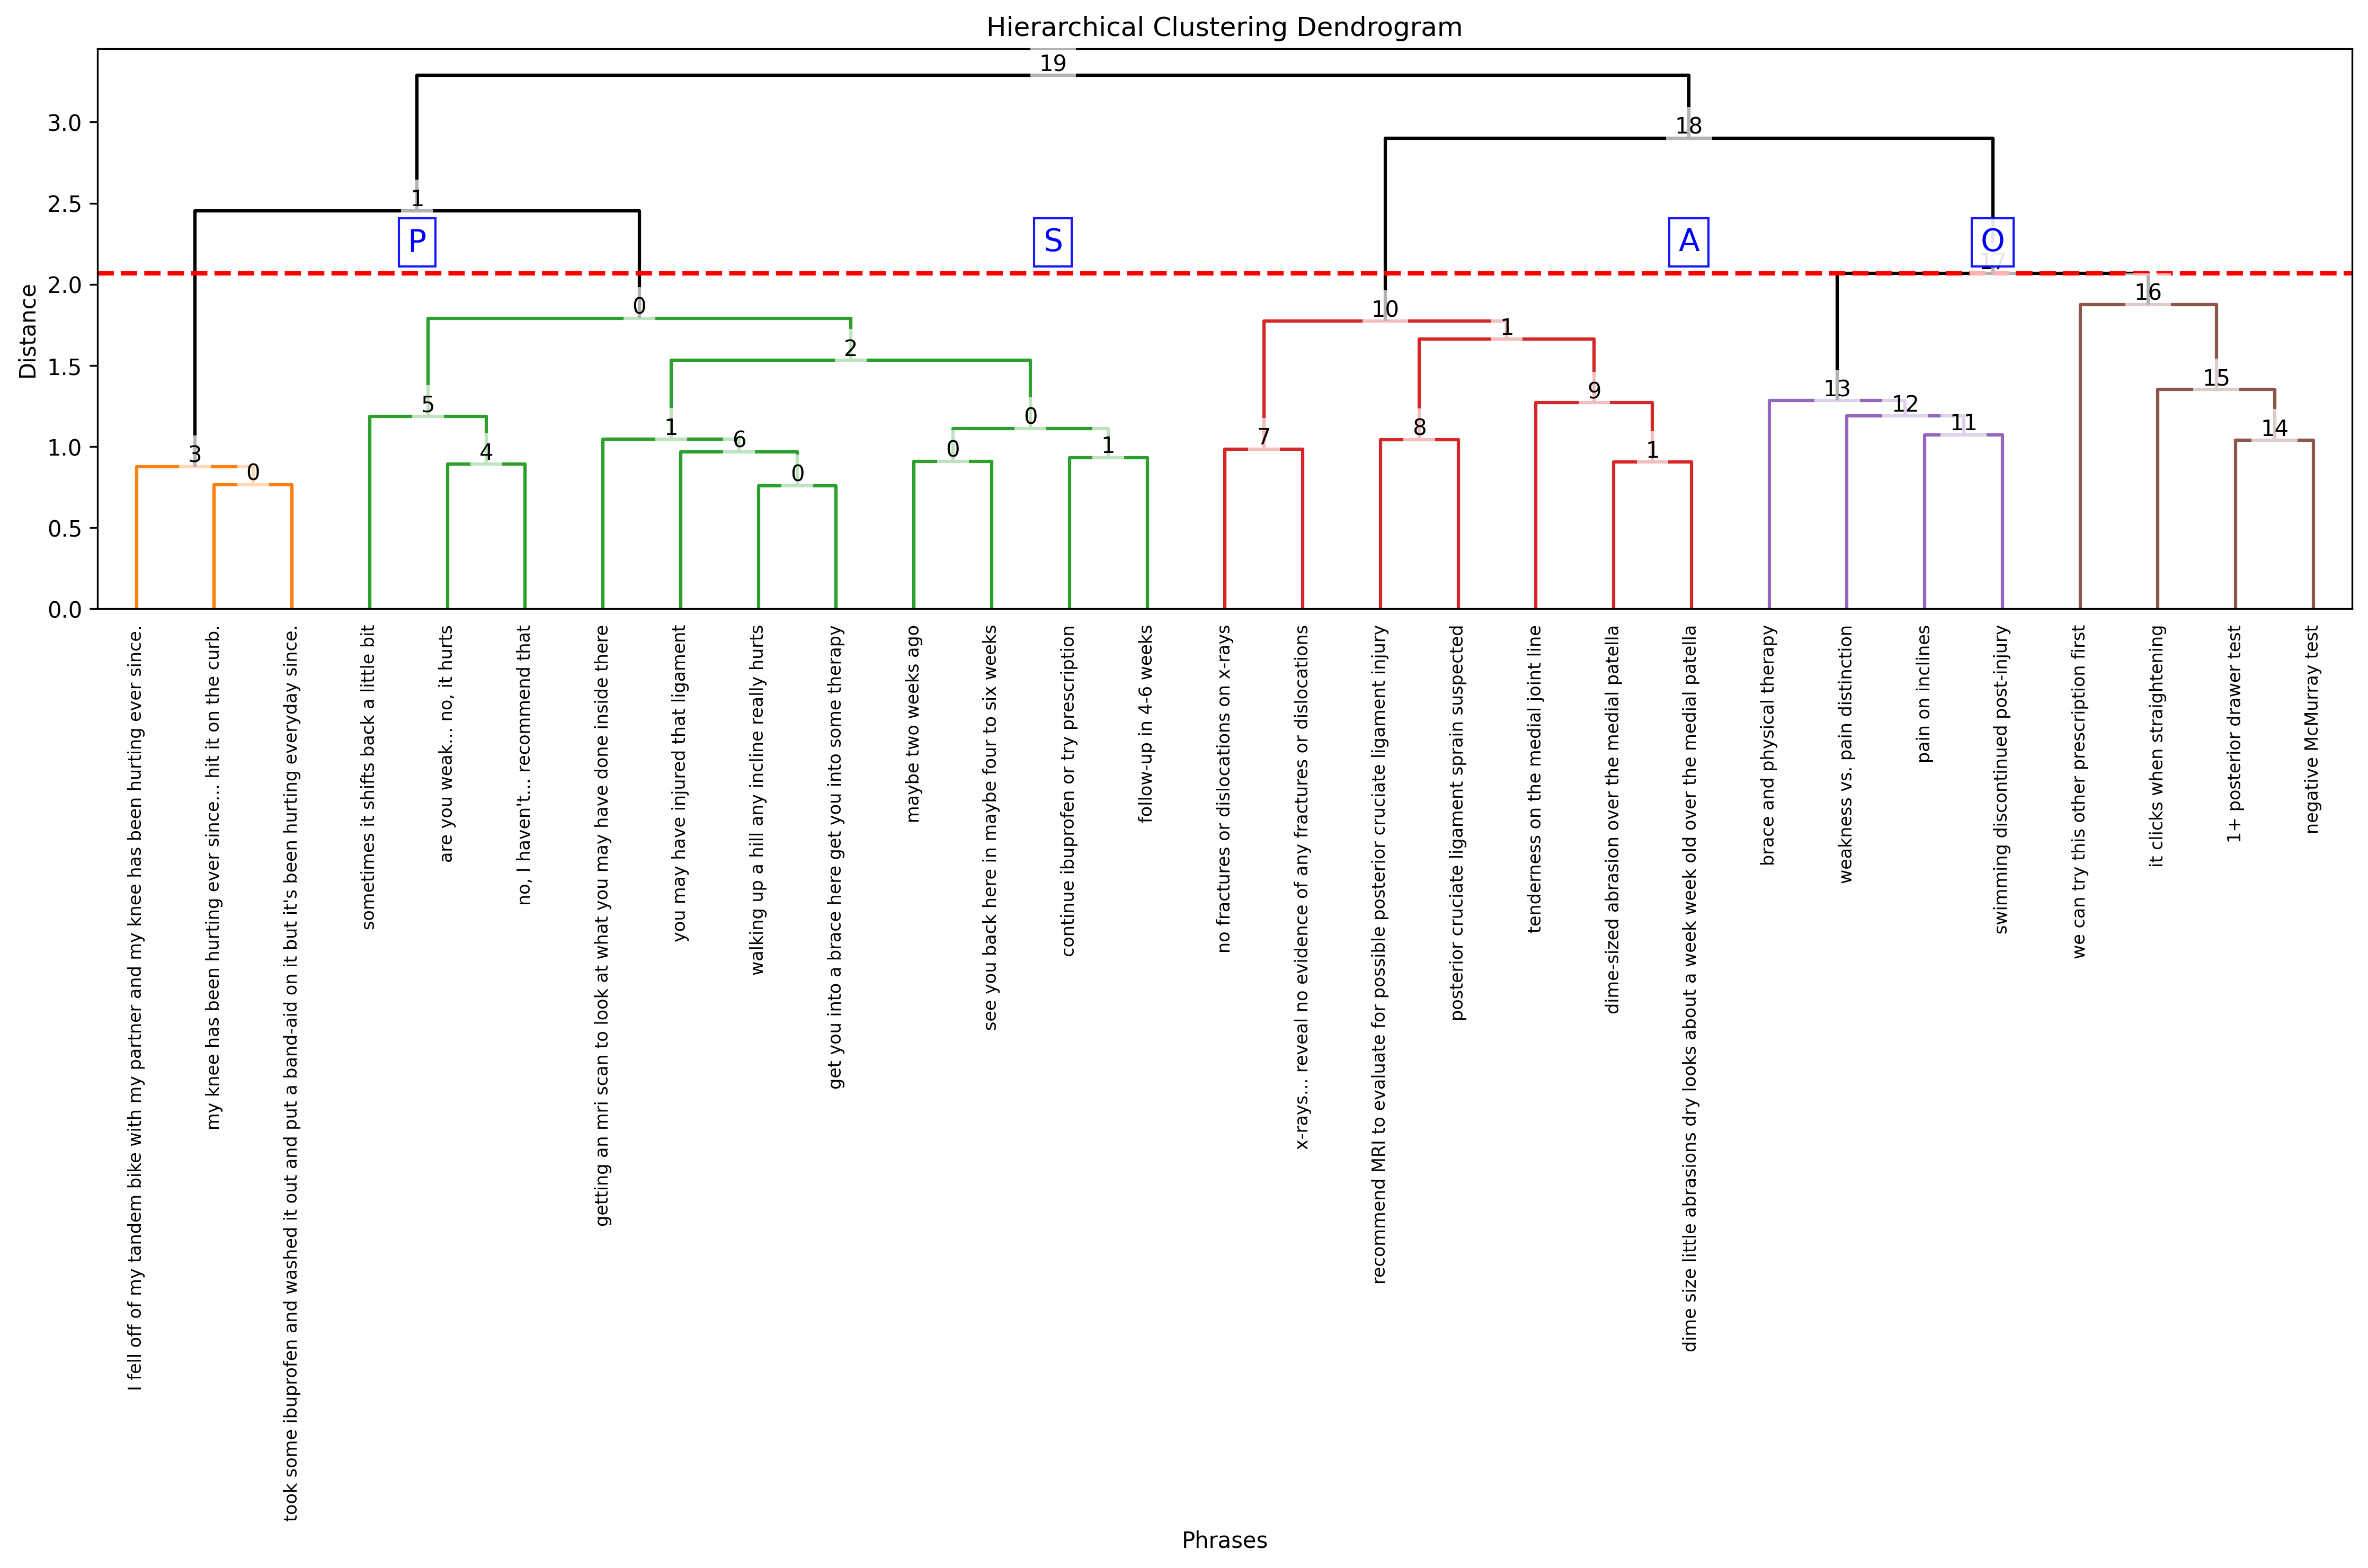 Hierarchical Clustering Dendrogram
19
18
1
P
S
A
O
17
0
10
16
2
1
5
9
13
15
12
0
1
6
8
11
14
3
4
0
1
7
1
0
0
3.0
2.5
2.0
1.5
1.0
0.5
0.0
Distance
I fell off of my tandem bike with my partner and my knee has been hurting ever since.
my knee has been hurting ever since... hit it on the curb.
took some ibuprofen and washed it out and put a band-aid on it but it's been hurting everyday since.
sometimes it shifts back a little bit
are you weak... no, it hurts
no, I haven't... recommend that
getting an mri scan to look at what you may have done inside there
you may have injured that ligament
walking up a hill any incline really hurts
get you into a brace here get you into some therapy
maybe two weeks ago
see you back here in maybe four to six weeks
continue ibuprofen or try prescription
follow-up in 4-6 weeks
no fractures or dislocations on x-rays
x-rays... reveal no evidence of any fractures or dislocations
recommend MRI to evaluate for possible posterior cruciate ligament injury
posterior cruciate ligament sprain suspected
tenderness on the medial joint line
dime-sized abrasion over the medial patella
dime size little abrasions dry looks about a week week old over the medial patella
brace and physical therapy
weakness vs. pain distinction
pain on inclines
swimming discontinued post-injury
we can try this other prescription first
it clicks when straightening
1+ posterior drawer test
negative McMurray test
Phrases